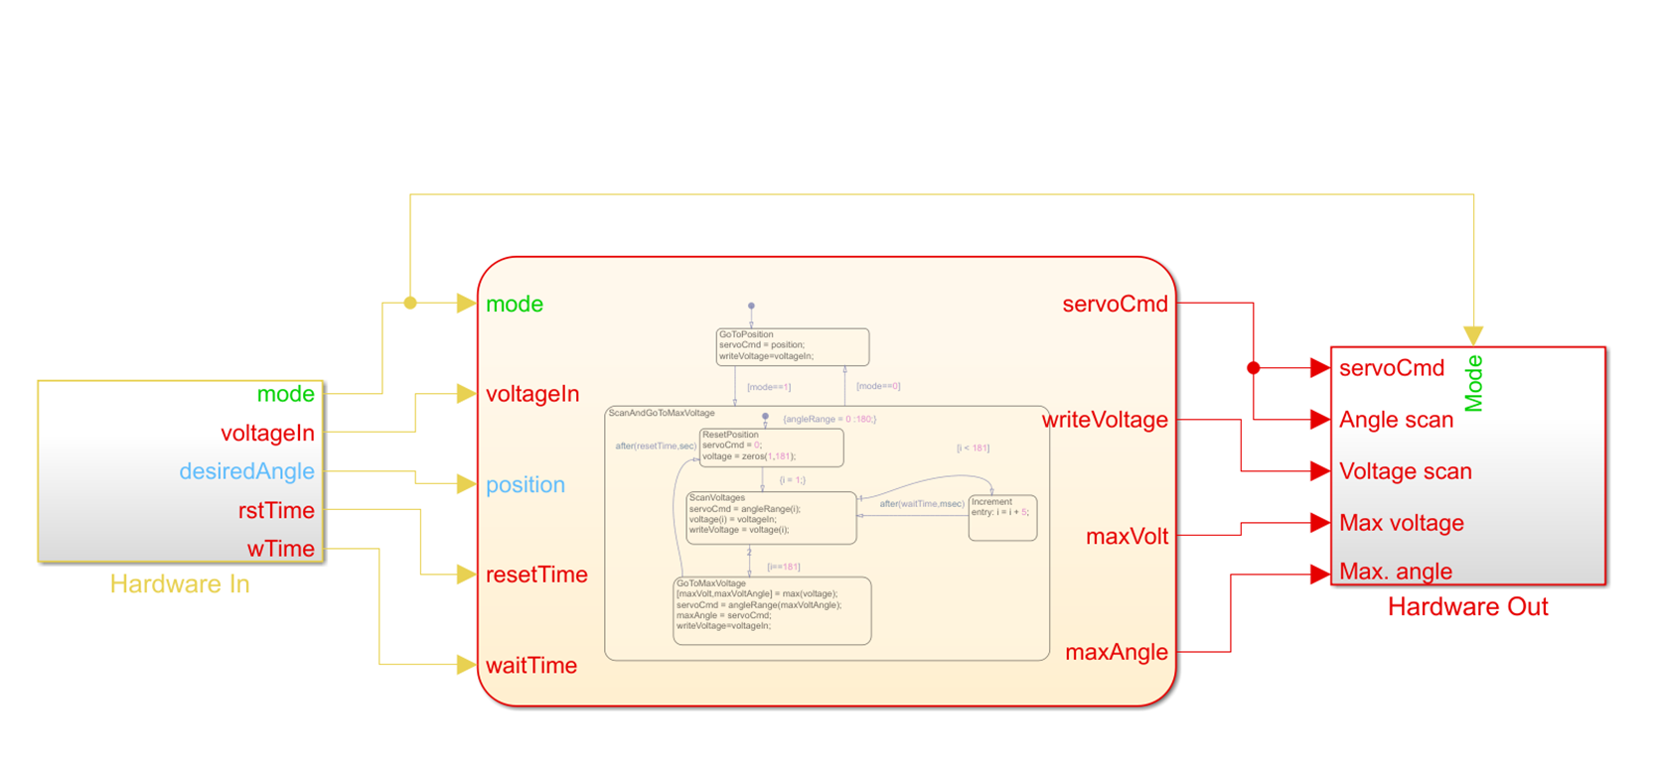 mode
voltageIn
desiredAngle
rstTime
wTime
Hardware In
mode
voltageIn
position
resetTime
waitTime
GoToPosition
servoCmd = position;
writeVoltage=voltageIn;
[mode==1]
[mode==0]
ScanAndGoToMaxVoltage
{angleRange = 0 :180;}
ResetPosition
servoCmd = 0;
voltage = zeros(1,181);
after(resetTime,sec)
[i < 181]
{i = 1;}
ScanVoltages
servoCmd = angleRange(i);
voltage(i) = voltageIn;
writeVoltage = voltage(i);
1
after(waitTime,msec)
Increment
entry: i = i + 5;
2
[i==181]
GoToMaxVoltage
[maxVolt,maxVoltAngle] = max(voltage);
servoCmd = angleRange(maxVoltAngle);
maxAngle = servoCmd;
writeVoltage=voltageIn;
servoCmd
writeVoltage
maxVolt
maxAngle
Mode
servoCmd
Angle scan
Voltage scan
Max voltage
Max. angle
Hardware Out